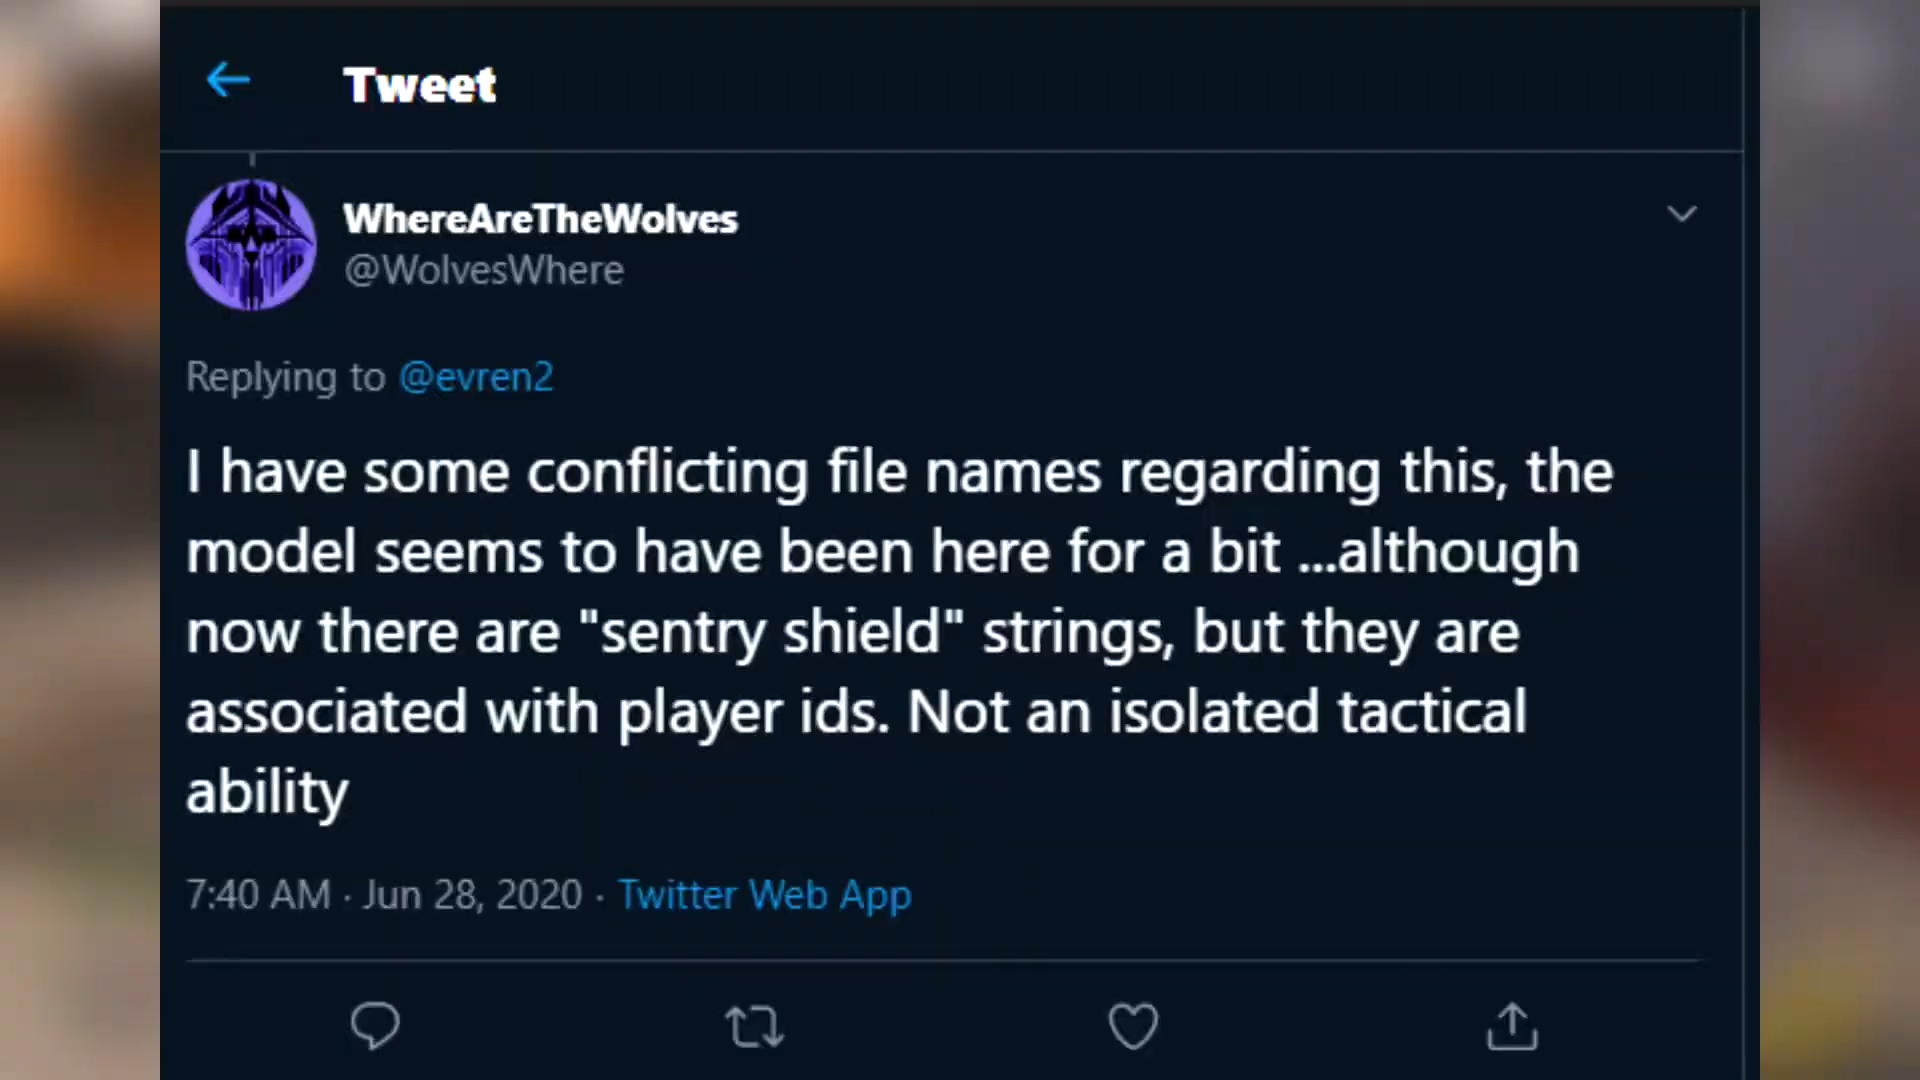 Tweet
WhereAreTheWolves
@WolvesWhere
Replying to @evren2
I have some conflicting file names regarding this, the
model seems to have been here for a bit ...although
now there are "sentry shield" strings, but they are
associated with player ids. Not an isolated tactical
ability
7:40 AM · Jun 28, 2020 · Twitter Web App